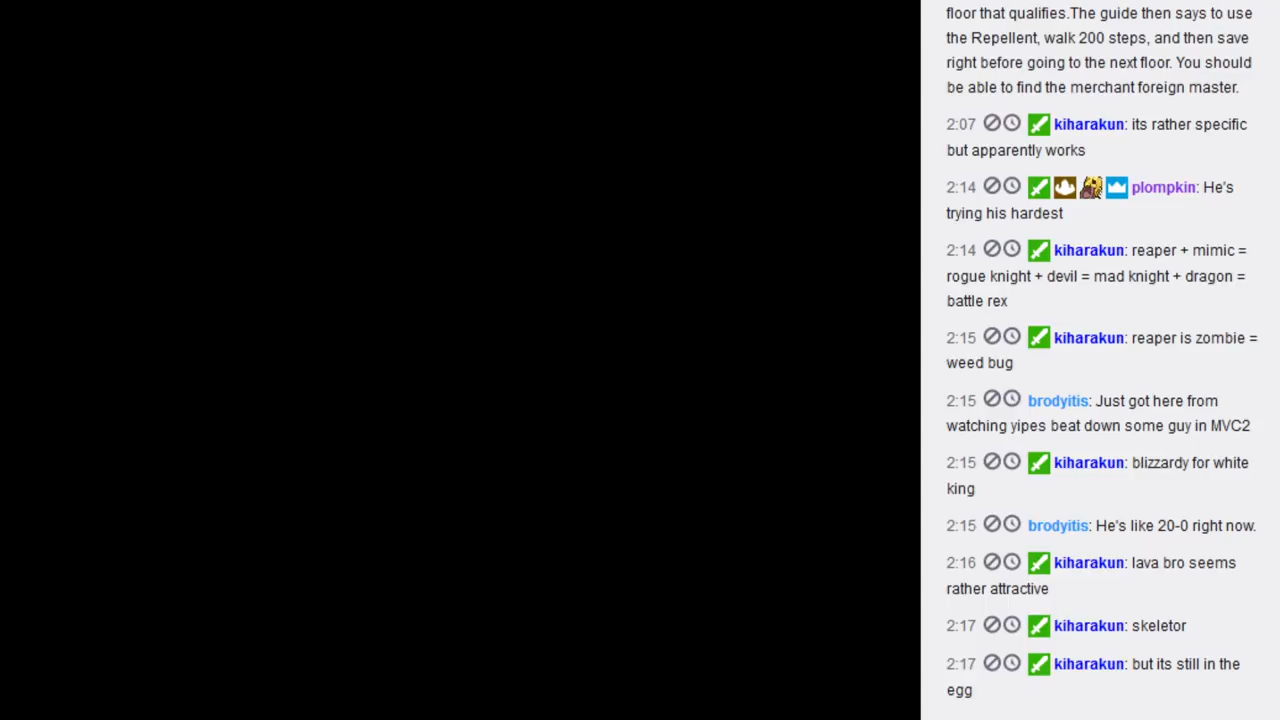 floor that qualifies.The guide then says to use
the Repellent, walk 200 steps, and then save
right before going to the next floor. You should
be able to find the merchant foreign master.
2:07 kiharakun: its rather specific
but apparently works
2:14 plompkin: He's
trying his hardest
2:14 kiharakun: reaper + mimic =
rogue knight + devil = mad knight + dragon =
battle rex
2:15 kiharakun: reaper is zombie =
weed bug
2:15 brodyitis: Just got here from
watching yipes beat down some guy in MVC2
2:15 kiharakun: blizzardy for white
king
2:15 brodyitis: He's like 20-0 right now.
2:16 kiharakun: lava bro seems
rather attractive
2:17 kiharakun: skeletor
2:17 kiharakun: but its still in the
egg